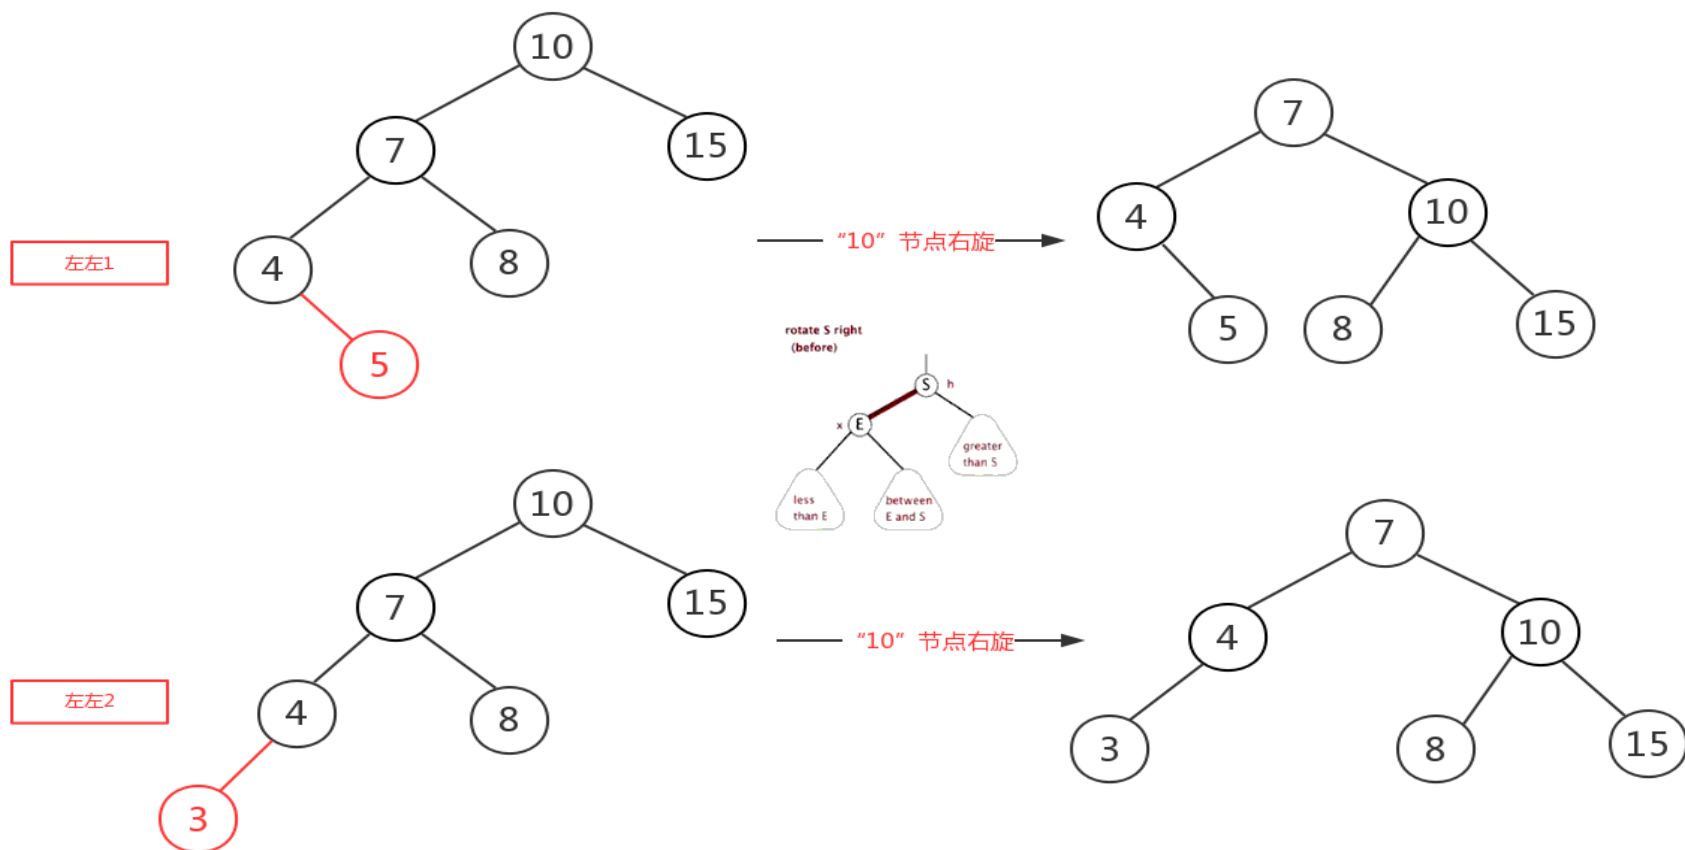 10
7
15
左左1
4
8
5
“10” 节点右旋
7
4
10
5
8
15
rotate S right
(before)
S
h
x
E
greater
than S
less
than E
between
E and S
10
7
15
左左2
4
8
3
“10” 节点右旋
7
4
10
3
8
15